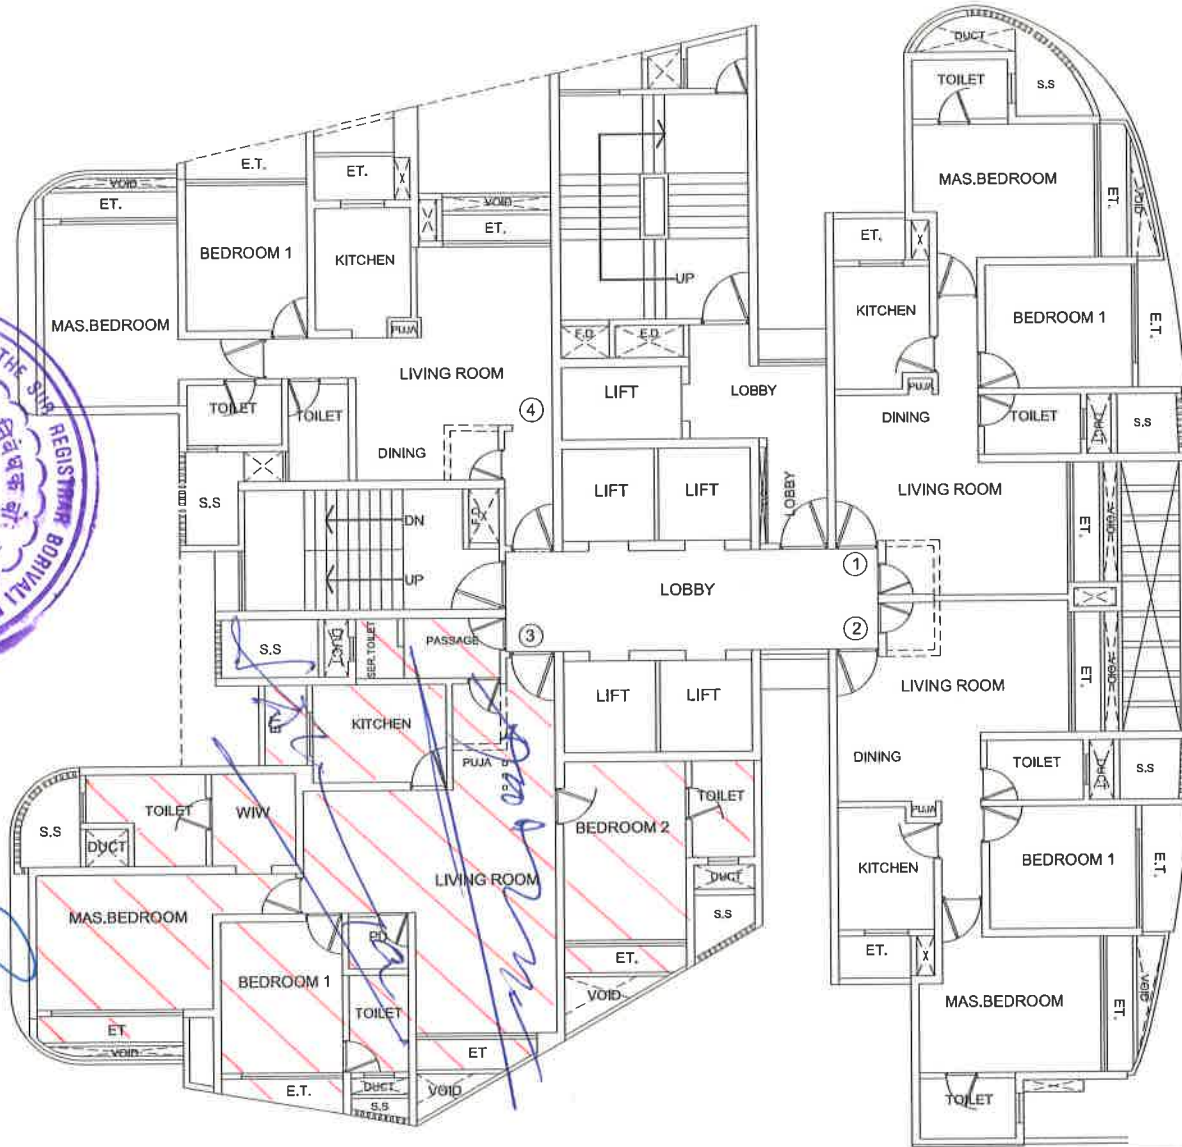 DUCT
TOILET
S.S
MAS.BEDROOM
ET.
VOID
E.T.
ET.
X
VOID
ET.
BEDROOM 1
KITCHEN
X
VOID
ET.
UP
MAS.BEDROOM
PUJA
LIVING ROOM
F.D
E.D
LIFT
LOBBY
ET.
X
KITCHEN
BEDROOM 1
E.T.
PUJA
TOILET
TOILET
4
DINING
DINING
TOILET
DUCT
S.S
THE SUB REGISTRAR BORIVALI
S.S
LIFT
LIFT
LOBBY
LIVING ROOM
ET.
VOID
DN
UP
LOBBY
1
2
3
S.S
DUCT
SER.TOILET
PASSAGE
LIFT
LIFT
LIVING ROOM
ET.
VOID
KITCHEN
PUJA
DINING
TOILET
DUCT
S.S
S.S
TOILET
WIW
DUCT
BEDROOM 2
TOILET
PUJA
KITCHEN
BEDROOM 1
E.T.
LIVING ROOM
DUCT
S.S
MAS.BEDROOM
BEDROOM 1
PD
ET.
VOID
ET.
X
MAS.BEDROOM
ET.
VOID
TOILET
ET
VOID
ET
E.T.
DUCT
S.S
VOID
TOILET